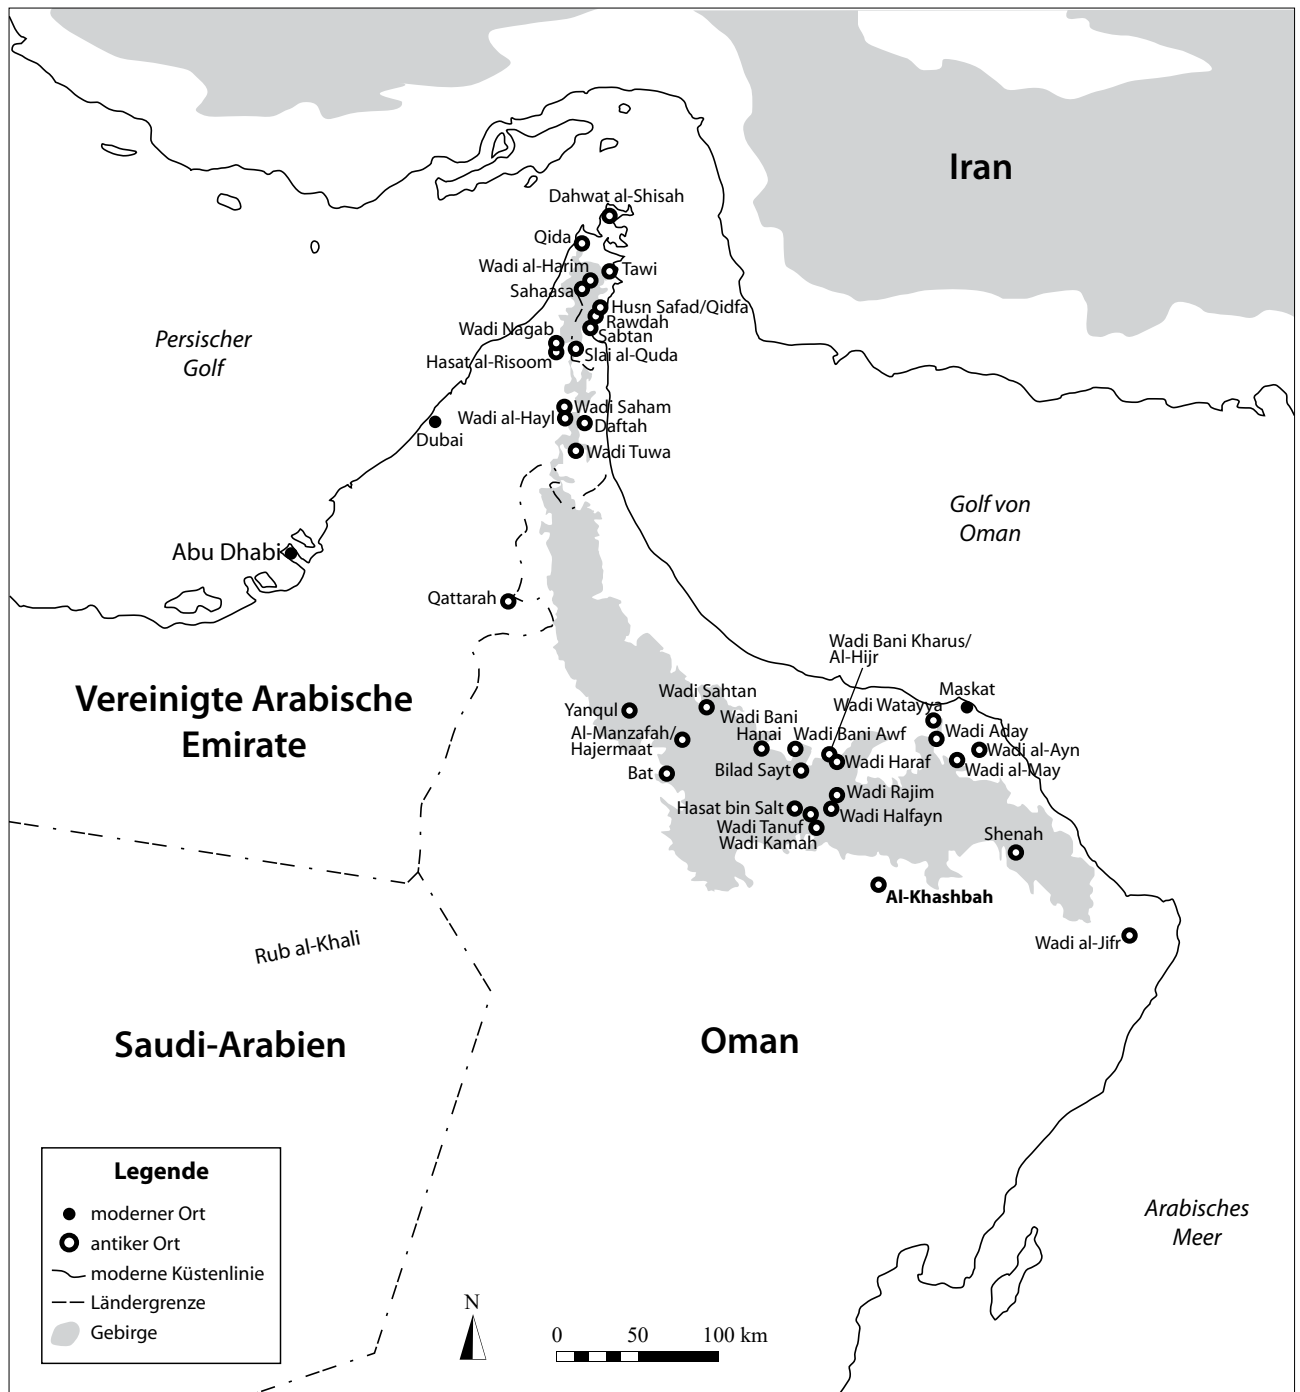 Iran
Dahwat al-Shisah
Qida
Wadi al-Harim
Tawi
Sahaasa
Husn Safad/Qidfa
Rawdah
Wadi Nagab
Sabtan
Slai al-Quda
Hasat al-Risoom
Persischer
Golf
Wadi Saham
Wadi al-Hayl
Daftah
Dubai
Wadi Tuwa
Golf von
Oman
Abu Dhabi
Qattarah
Wadi Bani Kharus/
Al-Hijr
Vereinigte Arabische
Emirate
Wadi Sahtan
Maskat
Yanqul
Wadi Watayya
Wadi Bani
Hanai
Al-Manzafah/
Hajermaat
Wadi Bani Awf
Wadi Aday
Wadi al-Ayn
Wadi Haraf
Wadi al-May
Bat
Bilad Sayt
Wadi Rajim
Hasat bin Salt
Wadi Halfayn
Wadi Tanuf
Wadi Kamah
Shenah
Al-Khashbah
Wadi al-Jifr
Rub al-Khali
Saudi-Arabien
Oman
Arabisches
Meer
Legende
moderner Ort
antiker Ort
moderne Küstenlinie
Ländergrenze
Gebirge
N
0 50 100 km